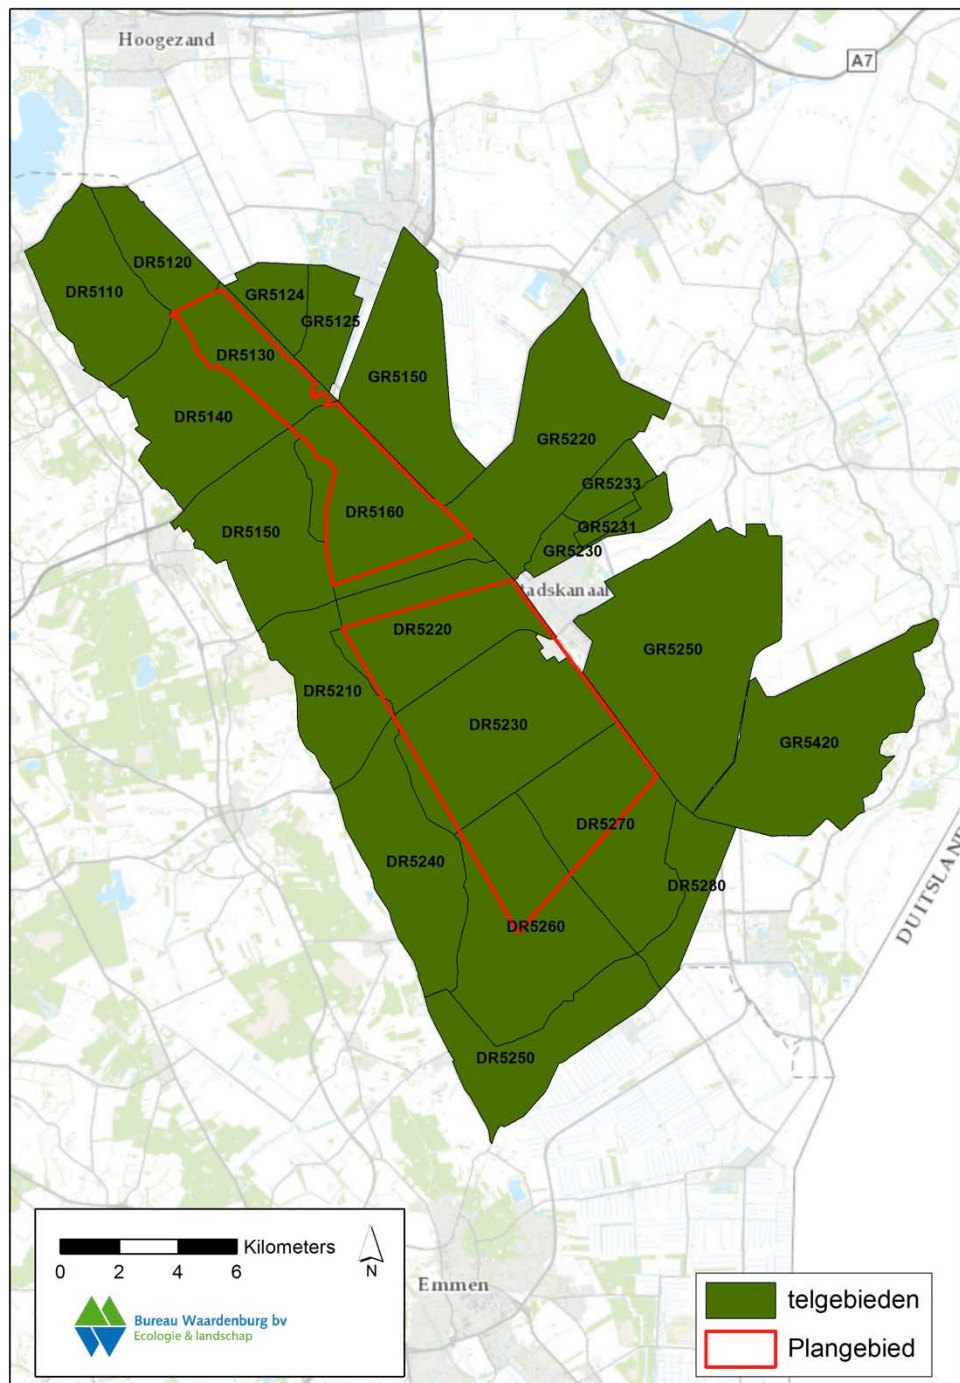 Hoogezand
A7
DR5120
DR5110
GR5124
GR5125
DR5130
GR5150
DR5140
GR5220
GR5233
DR5160
GR5231
DR5150
GR5230
tadskanaal
DR5220
GR5250
DR5210
DR5230
GR5420
DR5270
DR5240
DR5280
DUITSLAND
DR5260
DR5250
Kilometers
0 2 4 6
N
Emmen
Bureau Waardenburg bv
Ecologie & landschap
telgebieden
Plangebied